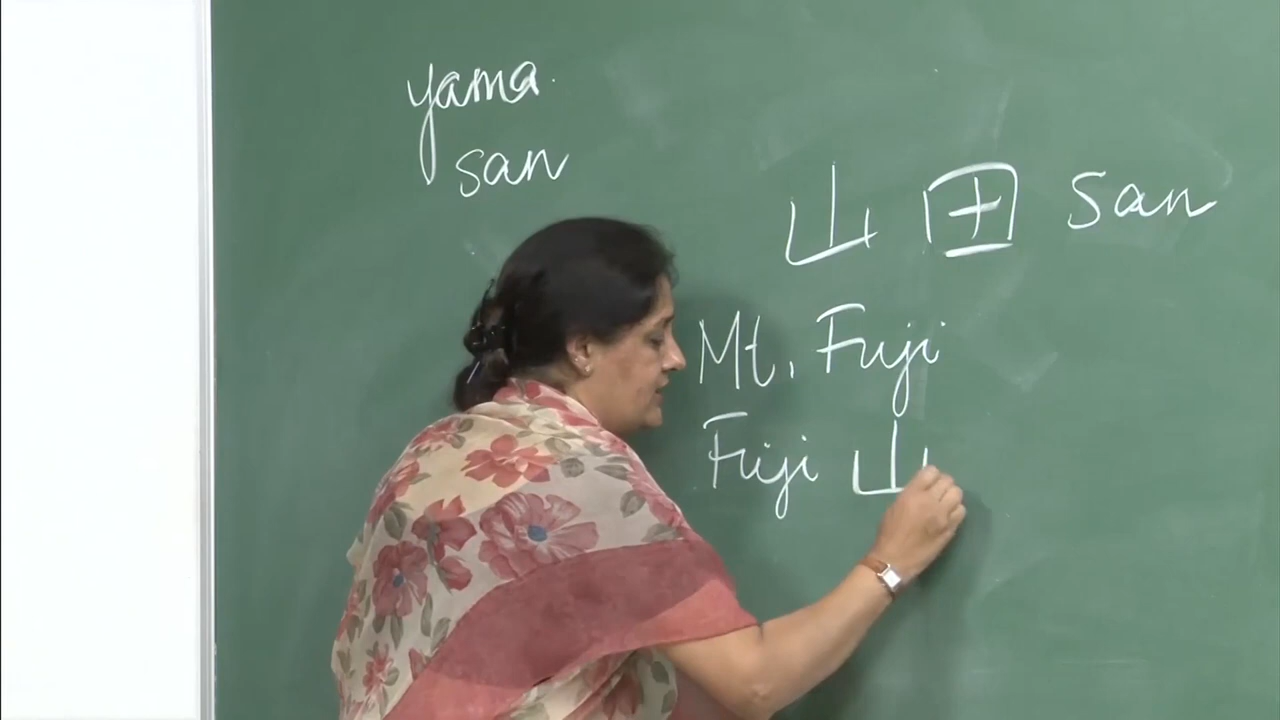 yama
san
山 田 san
Mt. Fuji
Fuji 山